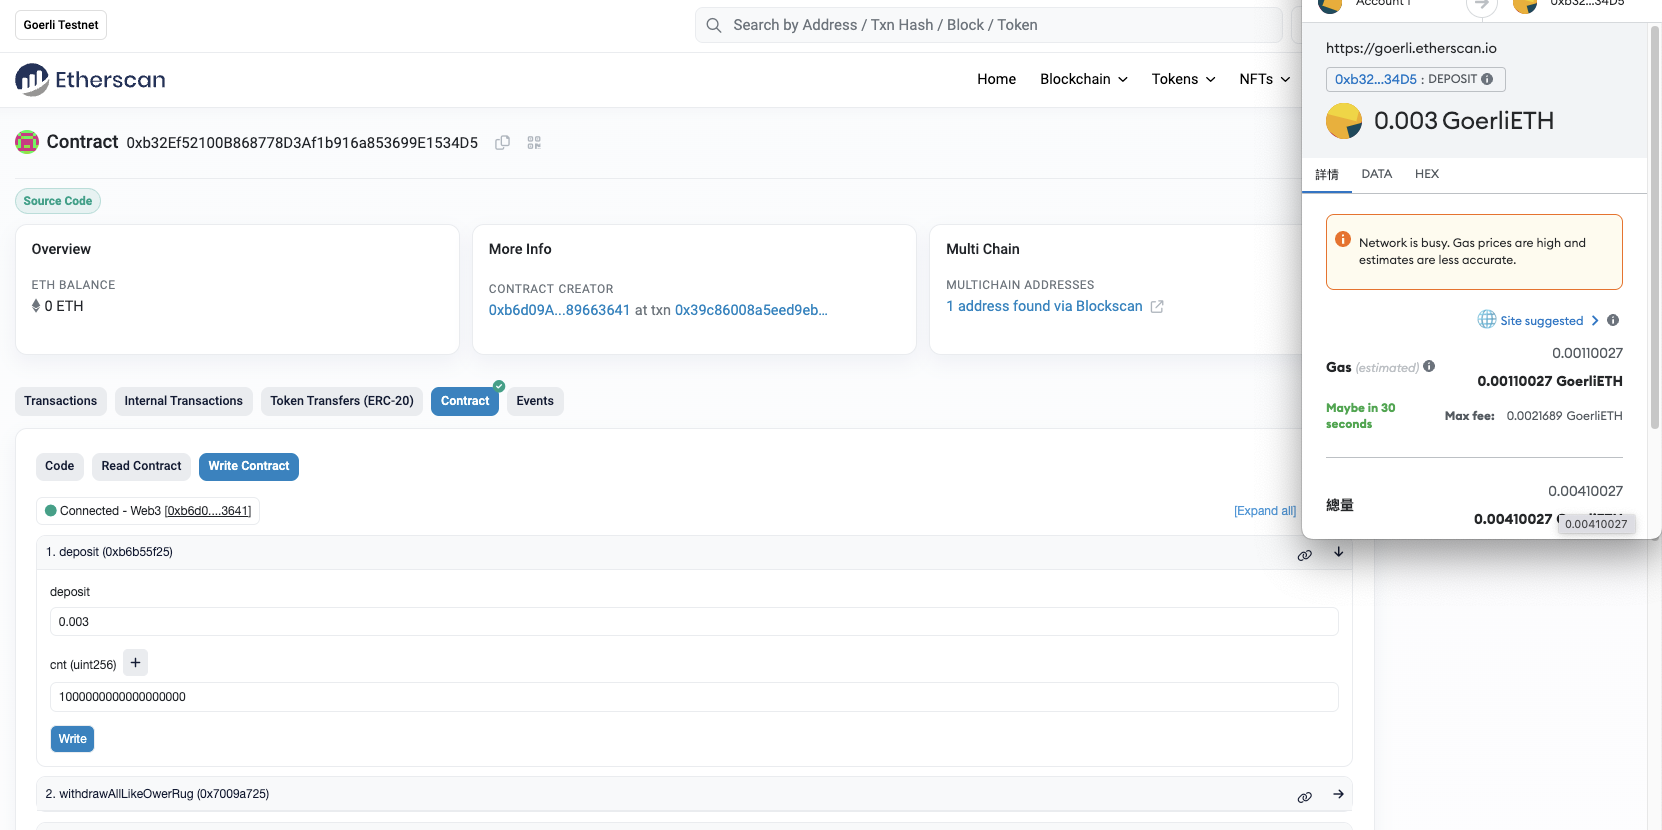 Goerli Testnet
Search by Address / Txn Hash / Block / Token
Etherscan
Home Blockchain Tokens NFTs
Contract 0xb32Ef52100B868778D3Af1b916a853699E1534D5
Source Code
Overview
ETH BALANCE
0 ETH
More Info
CONTRACT CREATOR
0xb6d09A...89663641 at txn 0x39c86008a5eed9eb...
Multi Chain
MULTICHAIN ADDRESSES
1 address found via Blockscan
Transactions Internal Transactions Token Transfers (ERC-20) Contract Events
Code Read Contract Write Contract
Connected - Web3 [0xb6d0....3641]
[Expand all]
1. deposit (0xb6b55f25)
deposit
0.003
cnt (uint256) +
1000000000000000000
Write
2. withdrawAllLikeOwerRug (0x7009a725)
Account 1 0xb32...34D5
https://goerli.etherscan.io
0xb32...34D5 : DEPOSIT
0.003 GoerliETH
詳情 DATA HEX
Network is busy. Gas prices are high and
estimates are less accurate.
Site suggested
0.00110027
Gas (estimated)
0.00110027 GoerliETH
Maybe in 30
seconds
Max fee: 0.0021689 GoerliETH
0.00410027
總量
0.00410027
0.00410027